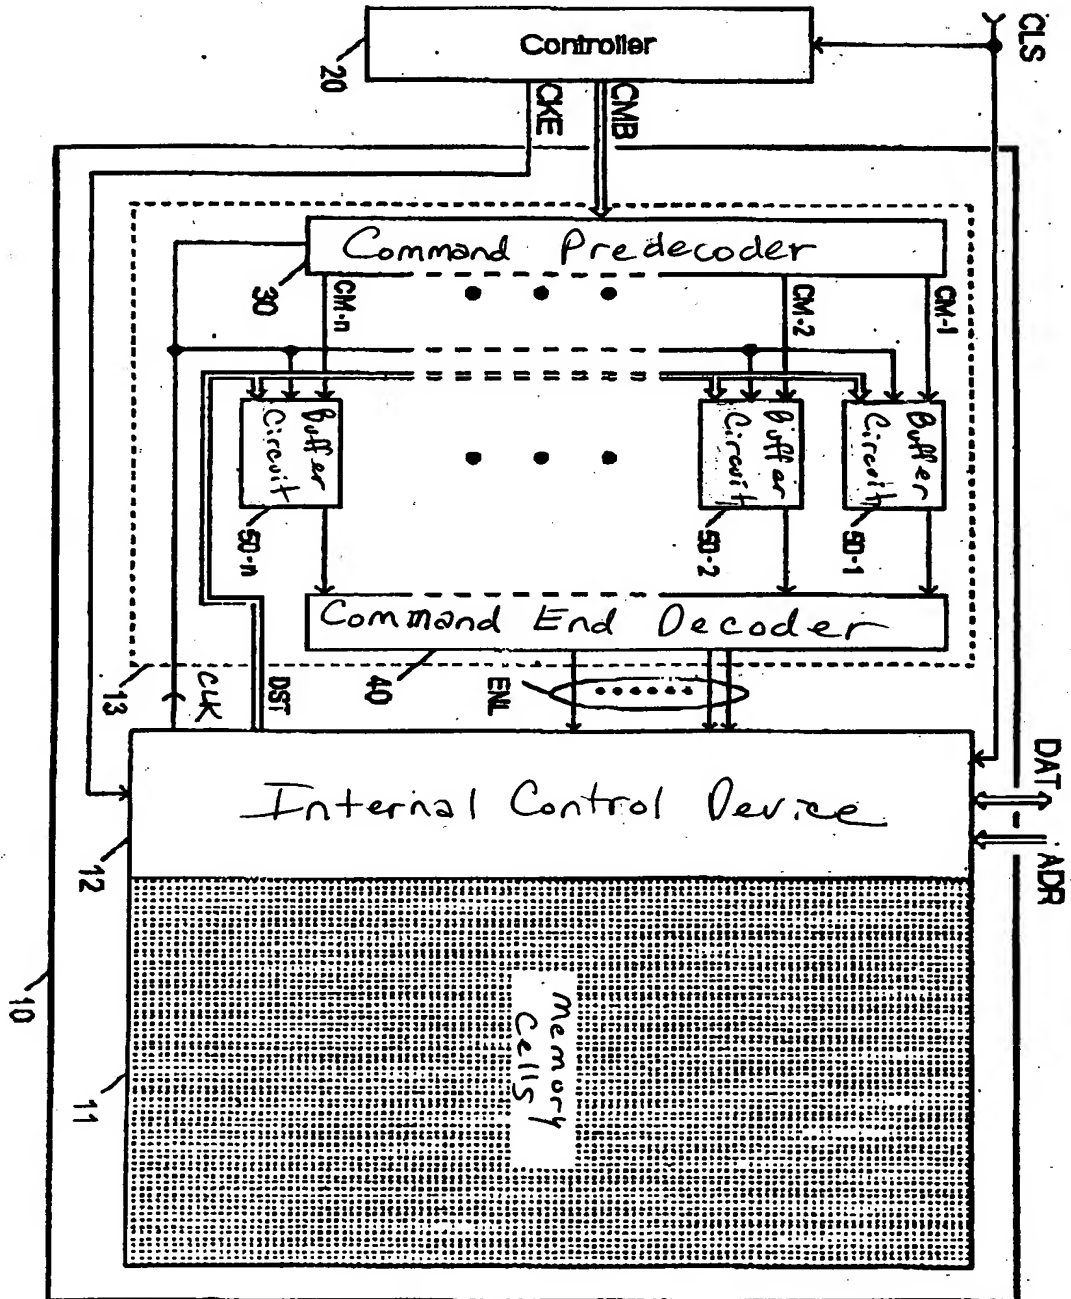 CLS
Controller
20
CKE
CMB
Command Predecoder
30
CM-n
CM-2
CM-1
Buffer
Circuit
Buffer
Circuit
Buffer
Circuit
50-n
50-2
50-1
Command End Decoder
13
CLK
DST
40
ENL
DAT
ADR
Internal Control Device
12
Memory
Cells
10
11